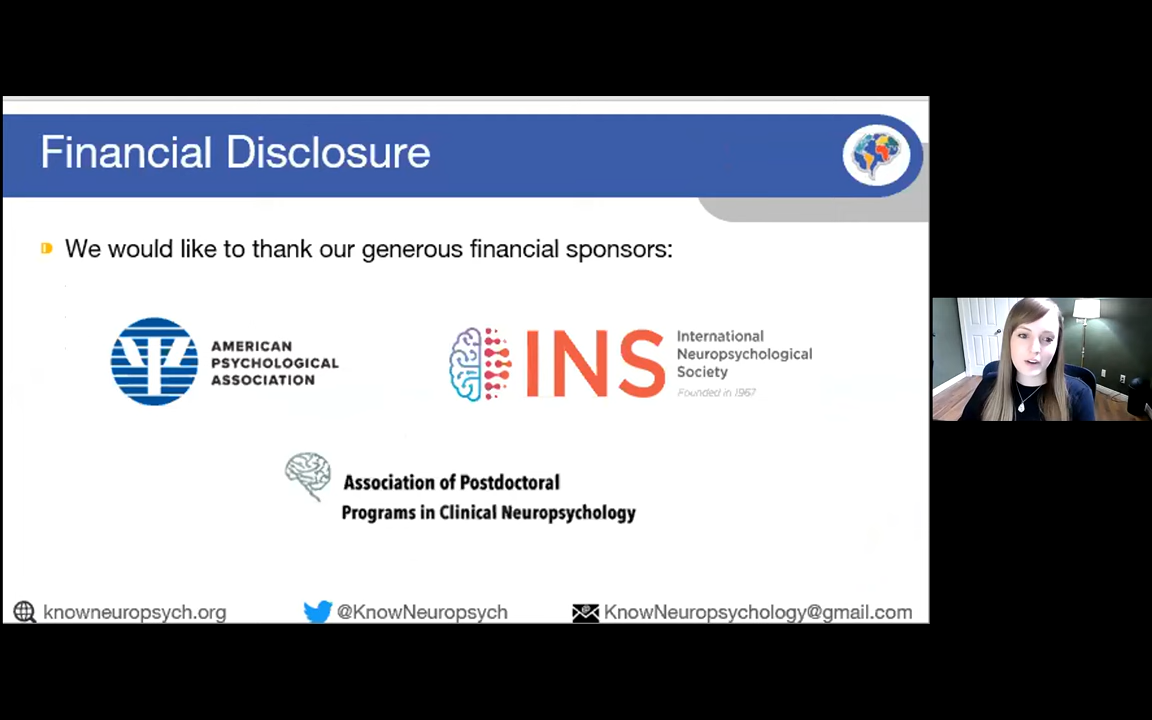 Financial Disclosure
We would like to thank our generous financial sponsors:
AMERICAN
PSYCHOLOGICAL
ASSOCIATION
INS
International
Neuropsychological
Society
Founded in 1967
Association of Postdoctoral
Programs in Clinical Neuropsychology
knowneuropsych.org
@KnowNeuropsych
KnowNeuropsychology@gmail.com